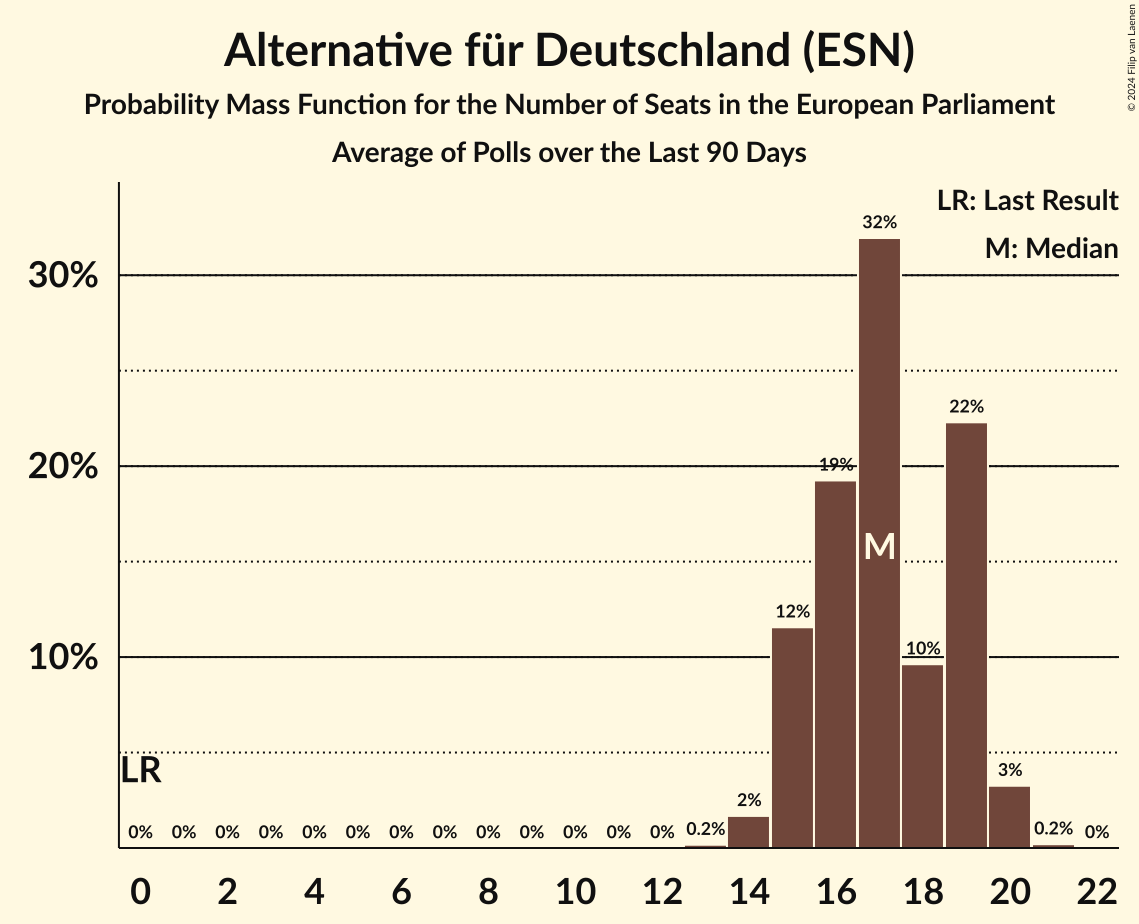 Alternative für Deutschland (ESN)
Probability Mass Function for the Number of Seats in the European Parliament
Average of Polls over the Last 90 Days
© 2024 Filip van Laenen
LR: Last Result
M: Median
30%
20%
10%
32%
22%
19%
12%
10%
3%
2%
0.2%
0.2%
M
LR
0% 0% 0% 0% 0% 0% 0% 0% 0% 0% 0% 0% 0% 0%
0 2 4 6 8 10 12 14 16 18 20 22